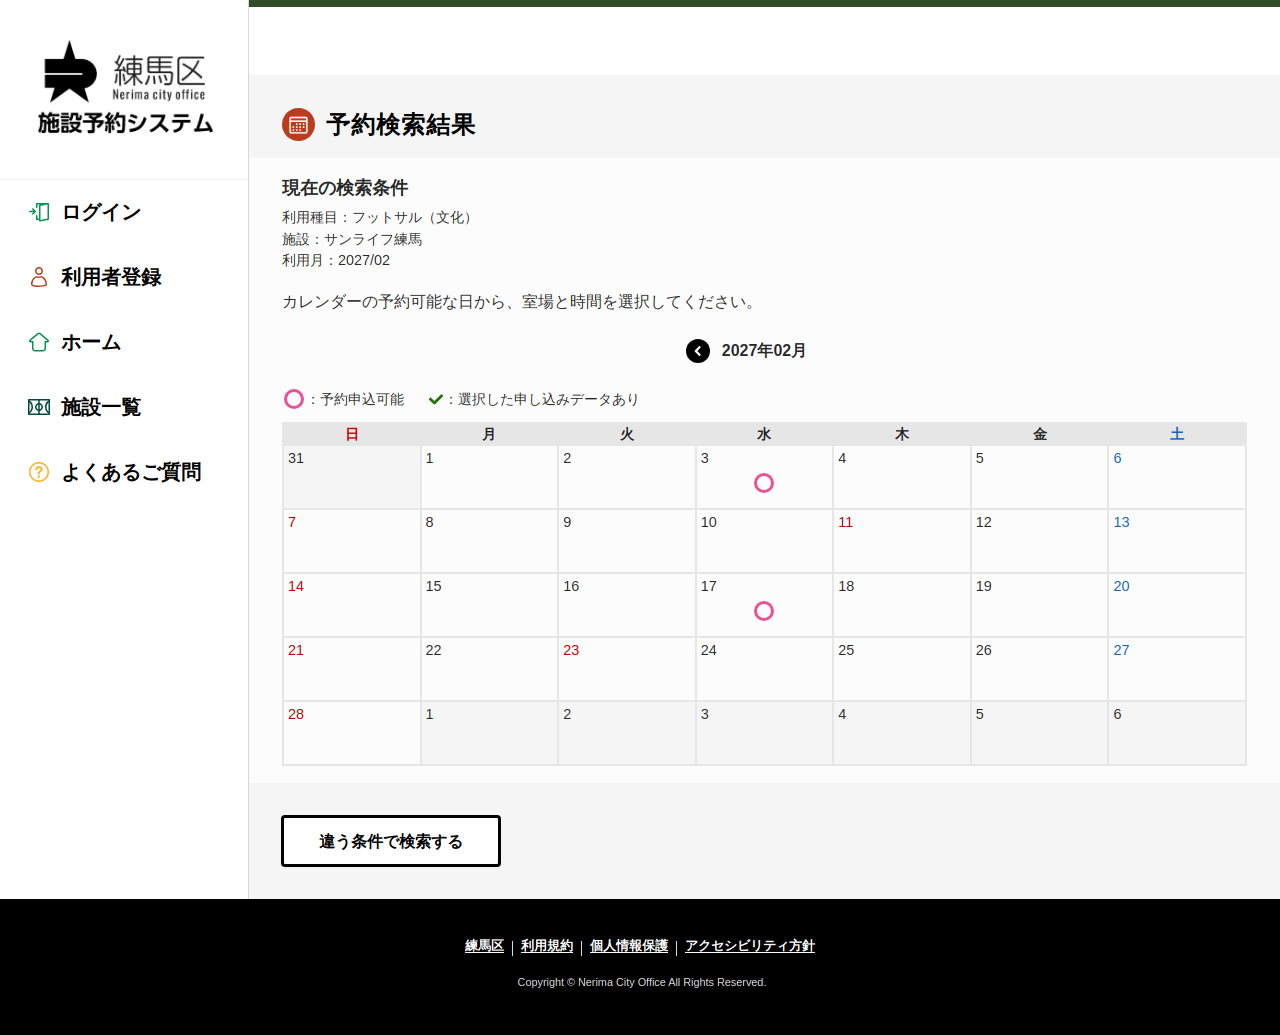 練馬区
Nerima city office
施設予約システム
ログイン
利用者登録
ホーム
施設一覧
よくあるご質問
予約検索結果
現在の検索条件
利用種目：フットサル（文化）
施設：サンライフ練馬
利用月：2027/02
カレンダーの予約可能な日から、室場と時間を選択してください。
2027年02月
：予約申込可能 ：選択した申し込みデータあり
日 月 火 水 木 金 土
31 1 2 3 4 5 6
7 8 9 10 11 12 13
14 15 16 17 18 19 20
21 22 23 24 25 26 27
28 1 2 3 4 5 6
違う条件で検索する
練馬区 利用規約 個人情報保護 アクセシビリティ方針
Copyright © Nerima City Office All Rights Reserved.